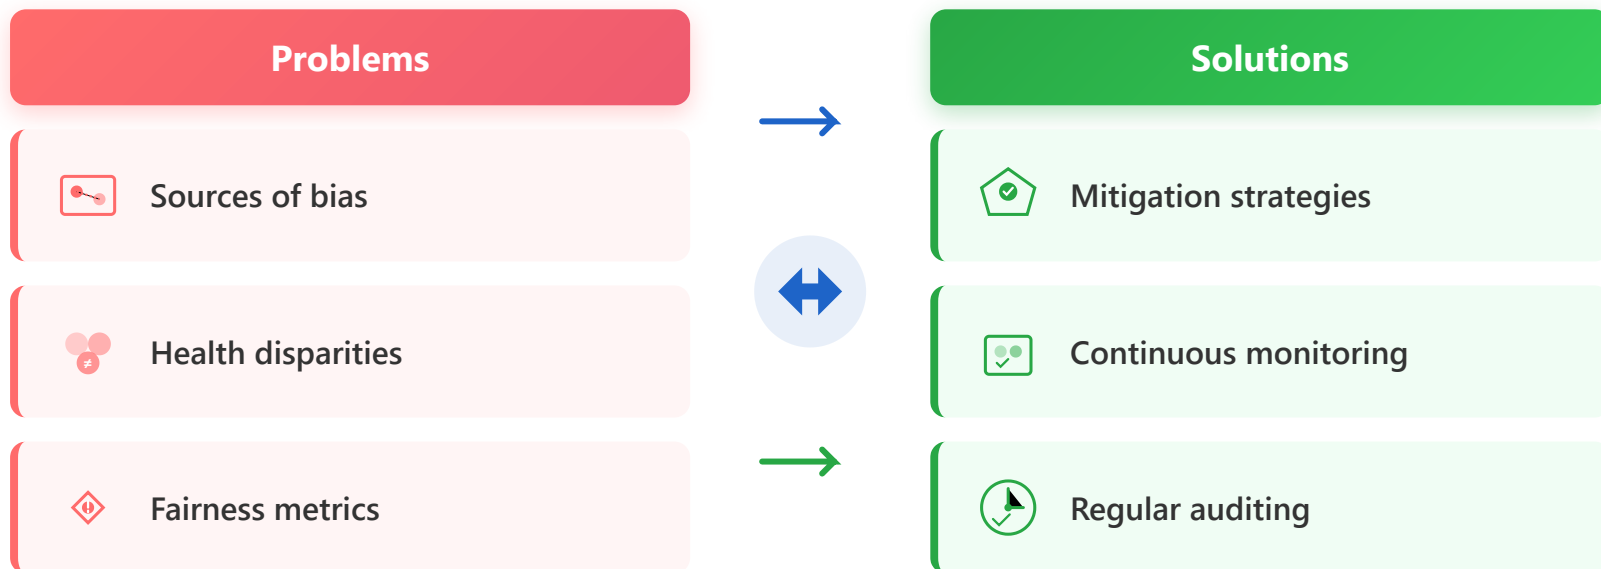 Problems
Solutions
Sources of bias
Mitigation strategies
≠
Health disparities
Continuous monitoring
Fairness metrics
Regular auditing